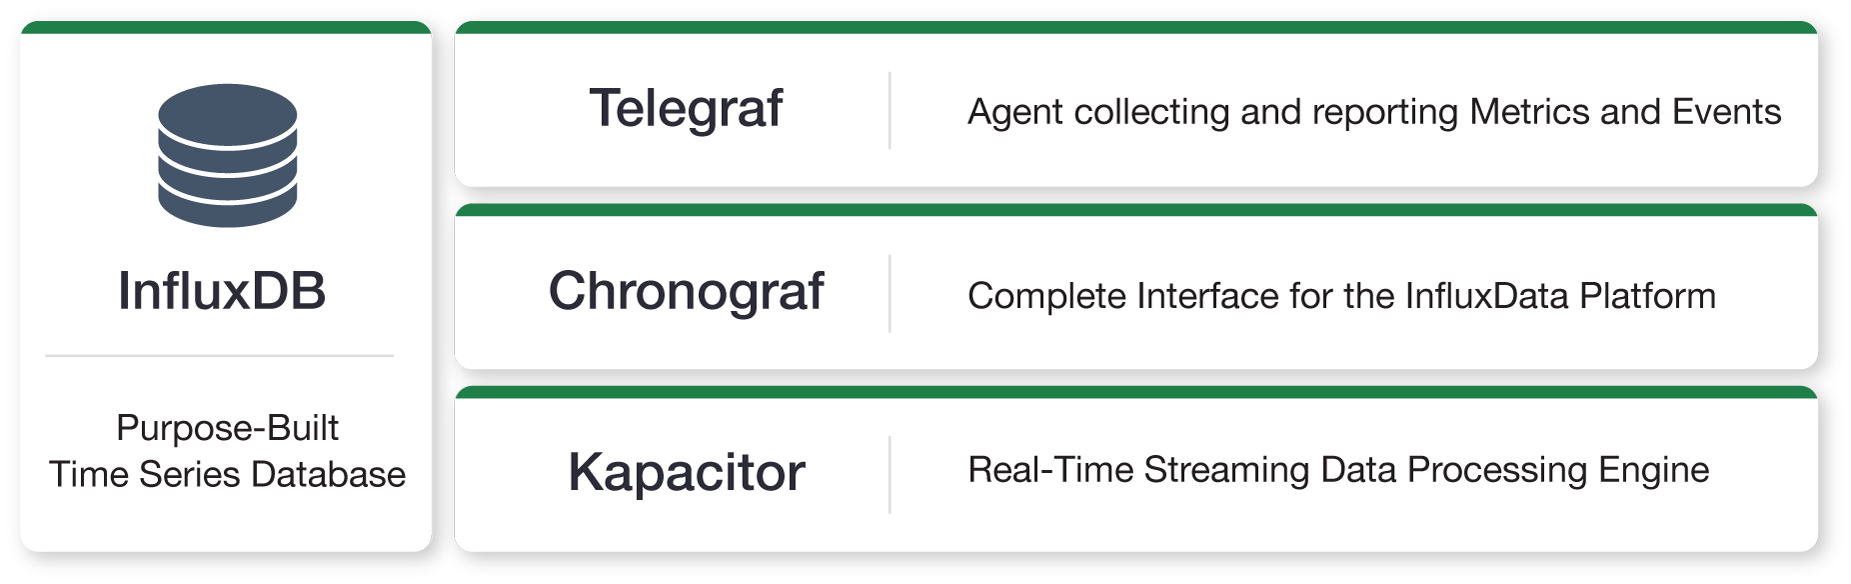 InfluxDB
Purpose-Built
Time Series Database
Telegraf
Agent collecting and reporting Metrics and Events
Chronograf
Complete Interface for the InfluxData Platform
Kapacitor
Real-Time Streaming Data Processing Engine